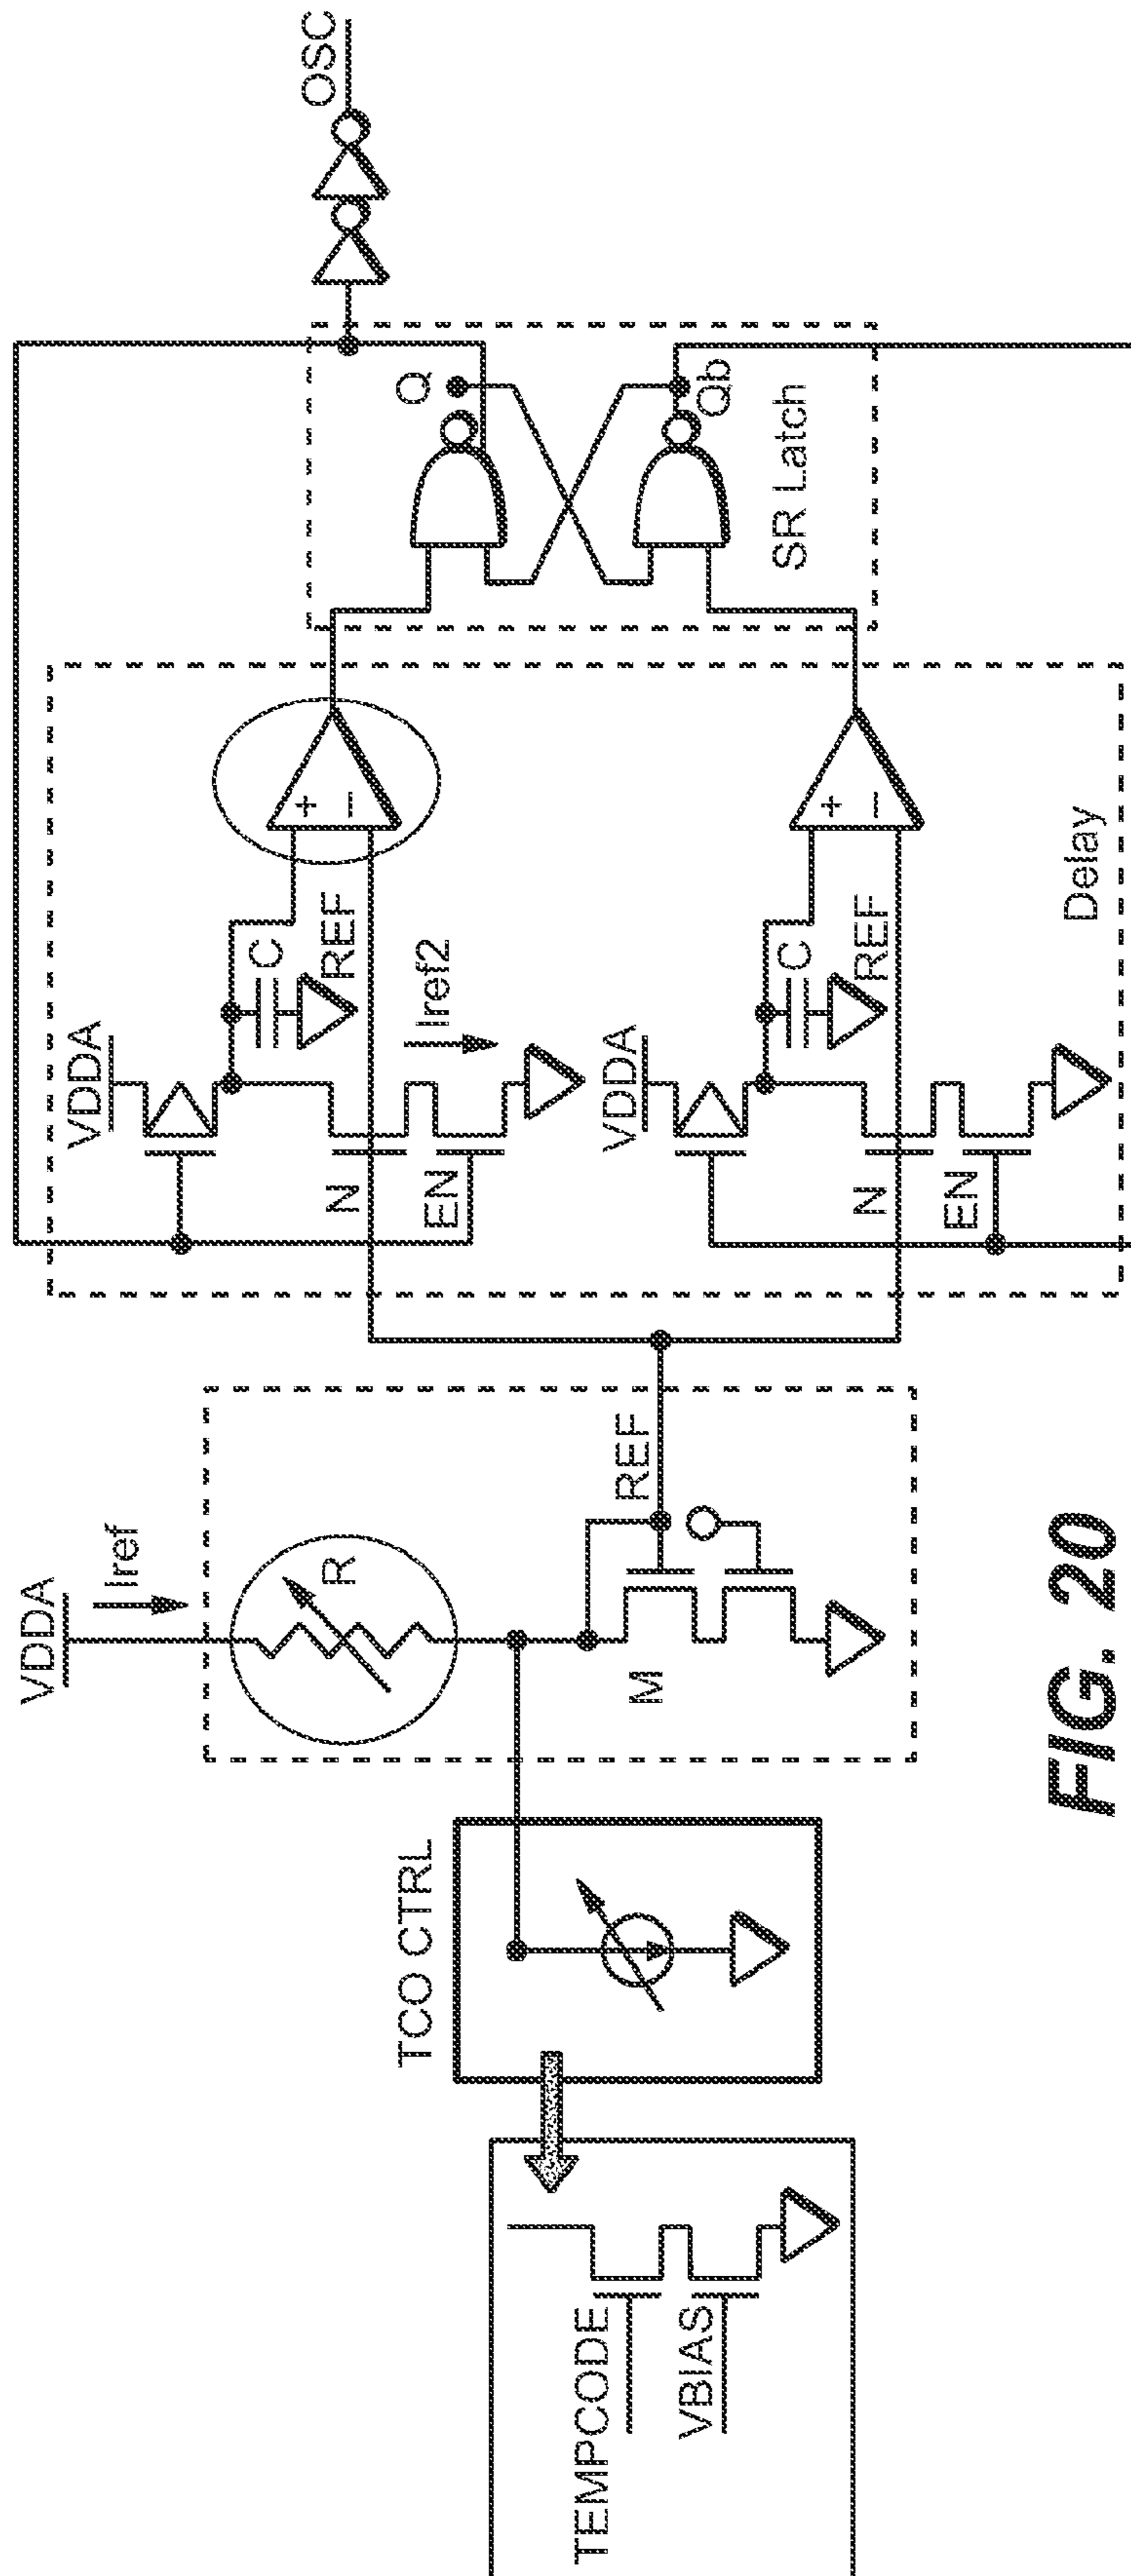 TEMPCODE
VBIAS
TCO CTRL
VDDA
Iref
R
M
REF
VDDA
N
EN
C
REF
Iref2
+
−
VDDA
N
EN
C
REF
+
−
Delay
Q
Qb
SR Latch
OSC
FIG. 20